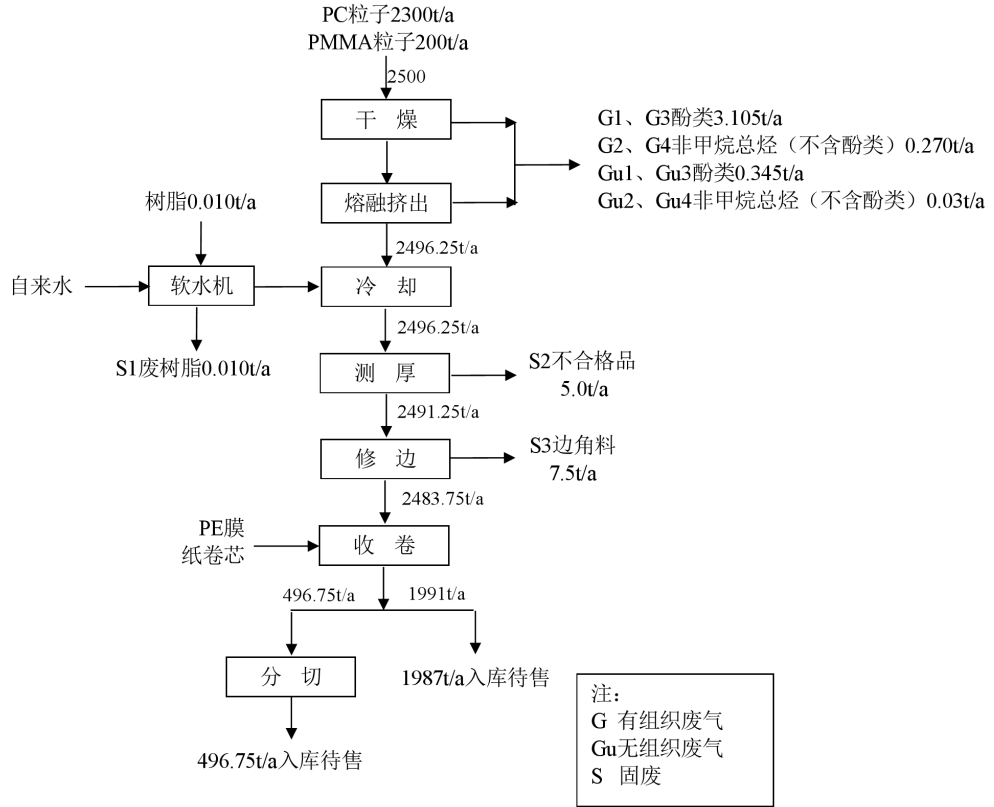 PC粒子2300t/a
PMMA粒子200t/a
2500
干 燥
G1、G3酚类3.105t/a
G2、G4非甲烷总烃（不含酚类）0.270t/a
Gu1、Gu3酚类0.345t/a
Gu2、Gu4非甲烷总烃（不含酚类）0.03t/a
熔融挤出
树脂0.010t/a
2496.25t/a
自来水
软水机
冷 却
2496.25t/a
S1废树脂0.010t/a
测 厚
S2不合格品
5.0t/a
2491.25t/a
修 边
S3边角料
7.5t/a
2483.75t/a
PE膜
纸卷芯
收 卷
496.75t/a
1991t/a
分 切
1987t/a入库待售
496.75t/a入库待售
注：
G 有组织废气
Gu无组织废气
S 固废